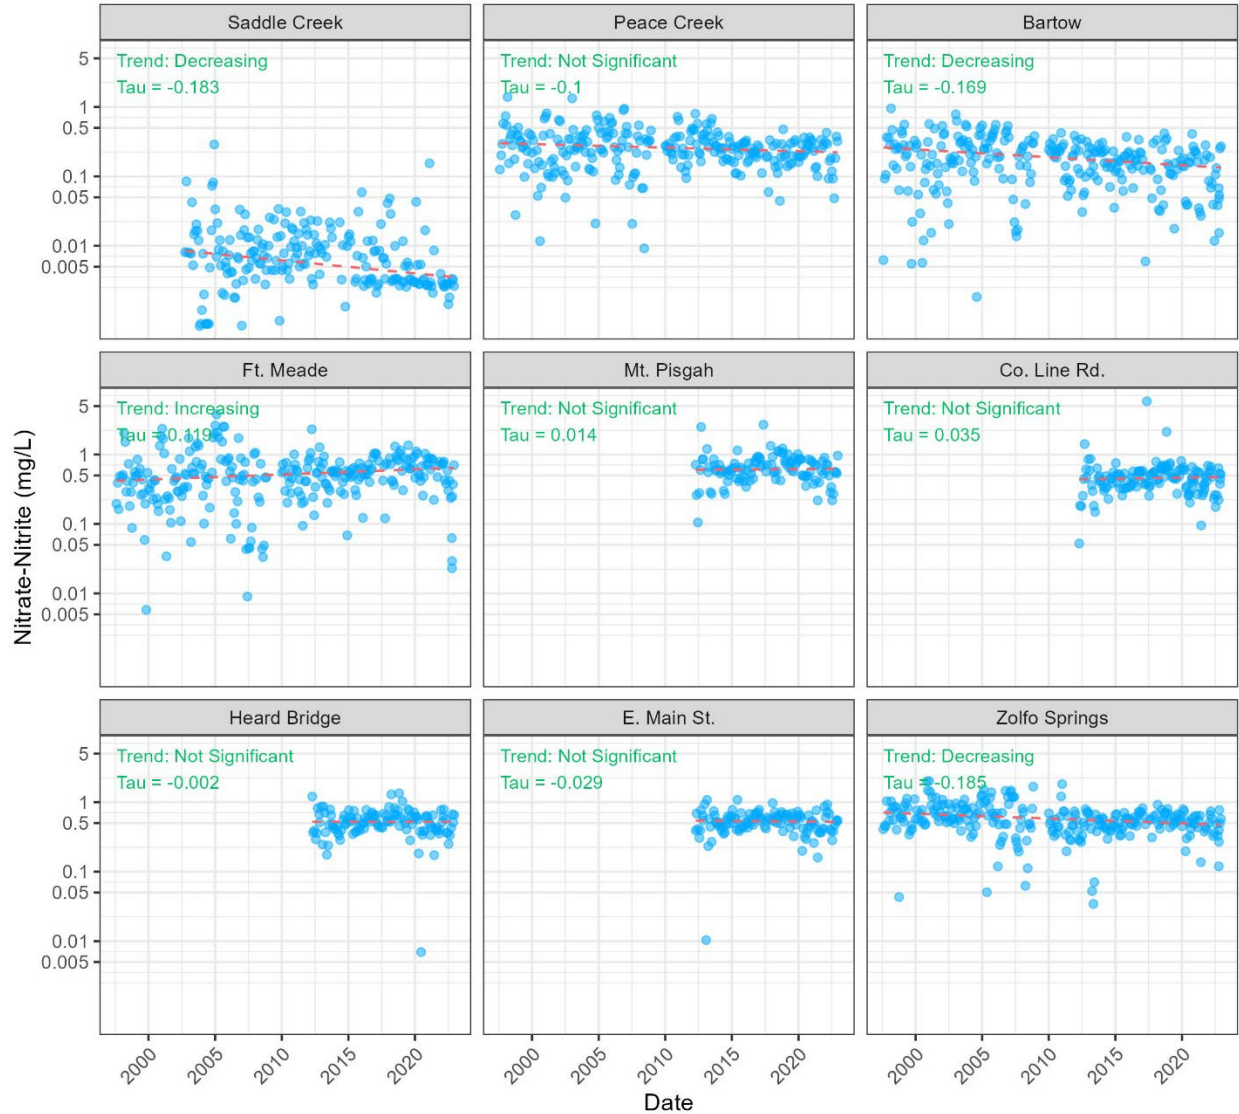 Saddle Creek
Peace Creek
Bartow
Trend: Decreasing
Tau = -0.183
Trend: Not Significant
Tau = -0.1
Trend: Decreasing
Tau = -0.169
5
1
0.5
0.1
0.05
0.01
0.005
Ft. Meade
Mt. Pisgah
Co. Line Rd.
Trend: Increasing
Tau = 0.119
Trend: Not Significant
Tau = 0.014
Trend: Not Significant
Tau = 0.035
5
1
0.5
0.1
0.05
0.01
0.005
Nitrate-Nitrite (mg/L)
Heard Bridge
E. Main St.
Zolfo Springs
Trend: Not Significant
Tau = -0.002
Trend: Not Significant
Tau = -0.029
Trend: Decreasing
Tau = -0.185
5
1
0.5
0.1
0.05
0.01
0.005
2000 2005 2010 2015 2020
2000 2005 2010 2015 2020
2000 2005 2010 2015 2020
Date